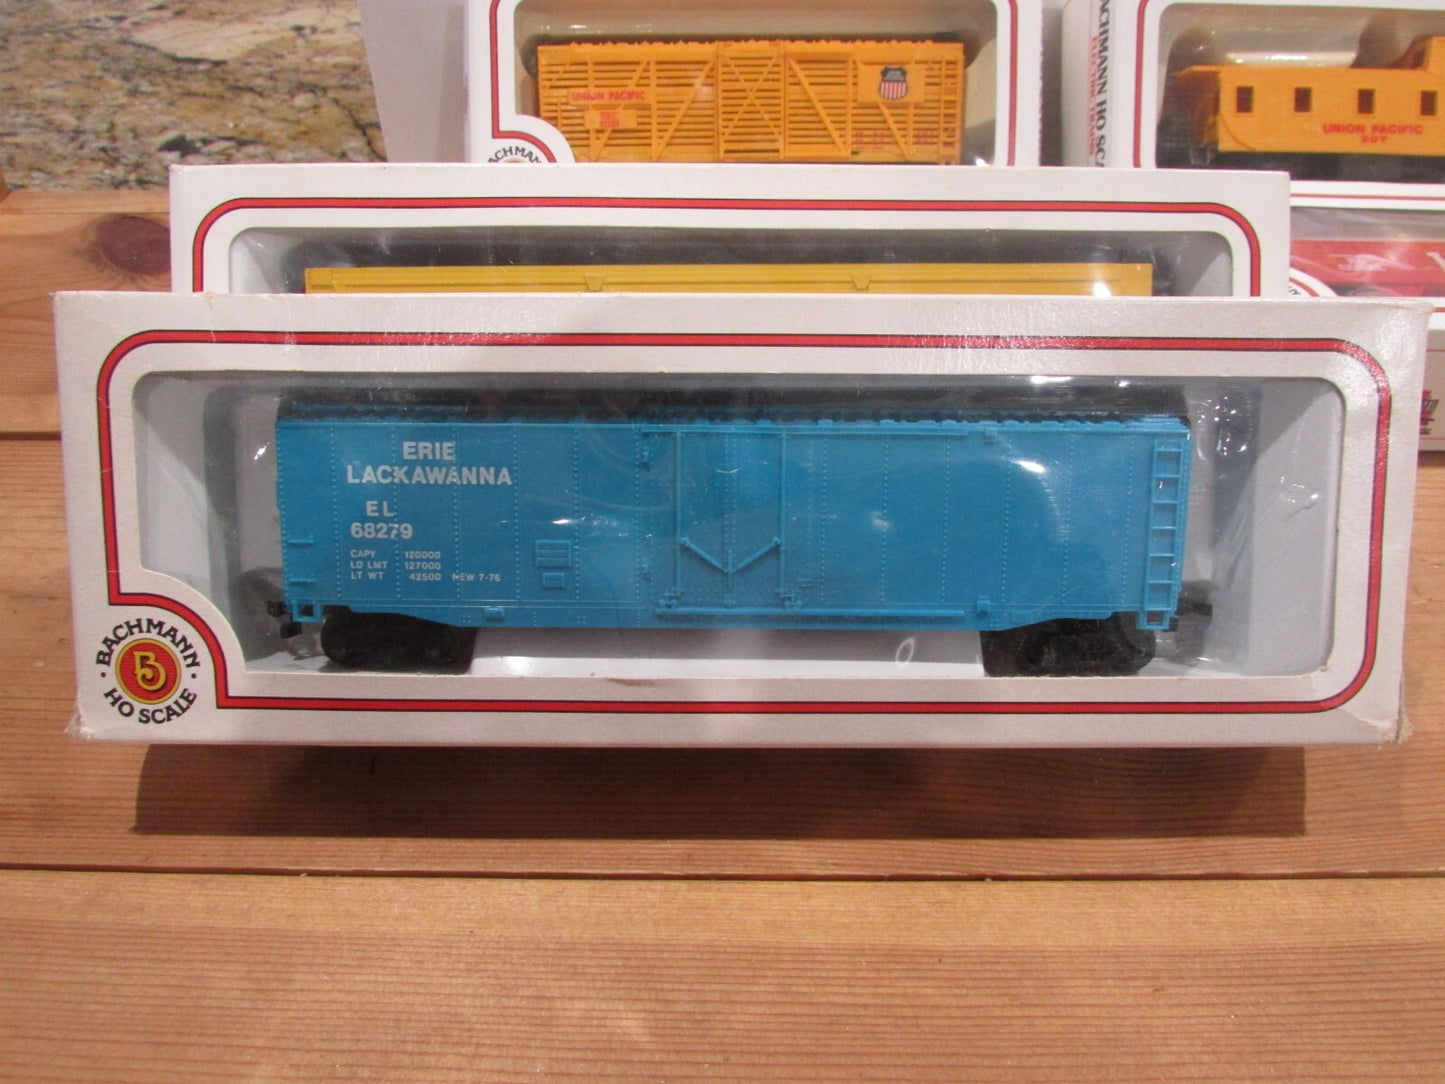 UNION PACIFIC
BACHMANN HO
UNION PACIFIC
207
ERIE
LACKAWANNA
EL
68279
CAPY 120000
LD LMT 127000
LT WT 42500 NEW 7-76
BACHMANN
B
HO SCALE